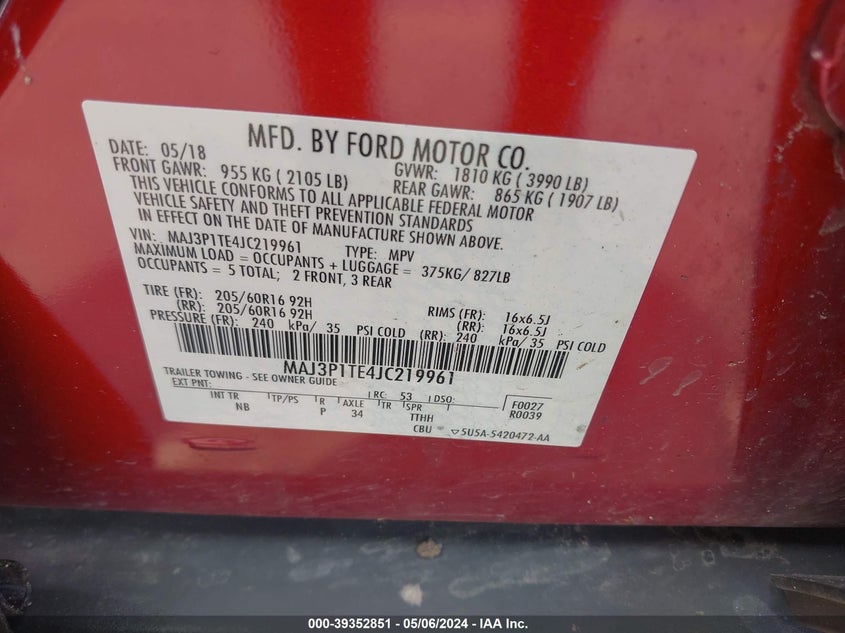 MFD. BY FORD MOTOR CO.
DATE: 05/18 GVWR: 1810 KG ( 3990 LB)
FRONT GAWR: 955 KG ( 2105 LB) REAR GAWR: 865 KG ( 1907 LB)
THIS VEHICLE CONFORMS TO ALL APPLICABLE FEDERAL MOTOR
VEHICLE SAFETY AND THEFT PREVENTION STANDARDS
IN EFFECT ON THE DATE OF MANUFACTURE SHOWN ABOVE.
VIN: MAJ3P1TE4JC219961 TYPE: MPV
MAXIMUM LOAD = OCCUPANTS + LUGGAGE = 375KG/ 827LB
OCCUPANTS = 5 TOTAL; 2 FRONT, 3 REAR
TIRE (FR): 205/60R16 92H RIMS (FR): 16x6.5J
(RR): 205/60R16 92H (RR): 16x6.5J
PRESSURE (FR): 240 kPa/ 35 PSI COLD (RR): 240 kPa/ 35 PSI COLD
MAJ3P1TE4JC219961
TRAILER TOWING - SEE OWNER GUIDE
EXT PNT: RC: 53 DSO: F0027
R0039
INT TR TP/PS R AXLE TR SPR
NB P 34 TTHH
CBU ▽5U5A-5420472-AA
000-39352851 / 05/06/2024 - IAA Inc.